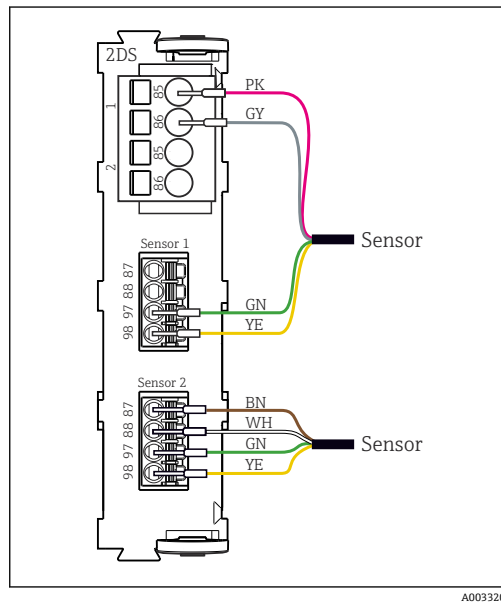 2DS
1
85
PK
86
GY
2
85
86
Sensor
Sensor 1
87
88
97
GN
98
YE
Sensor 2
87
BN
88
WH
97
GN
Sensor
98
YE